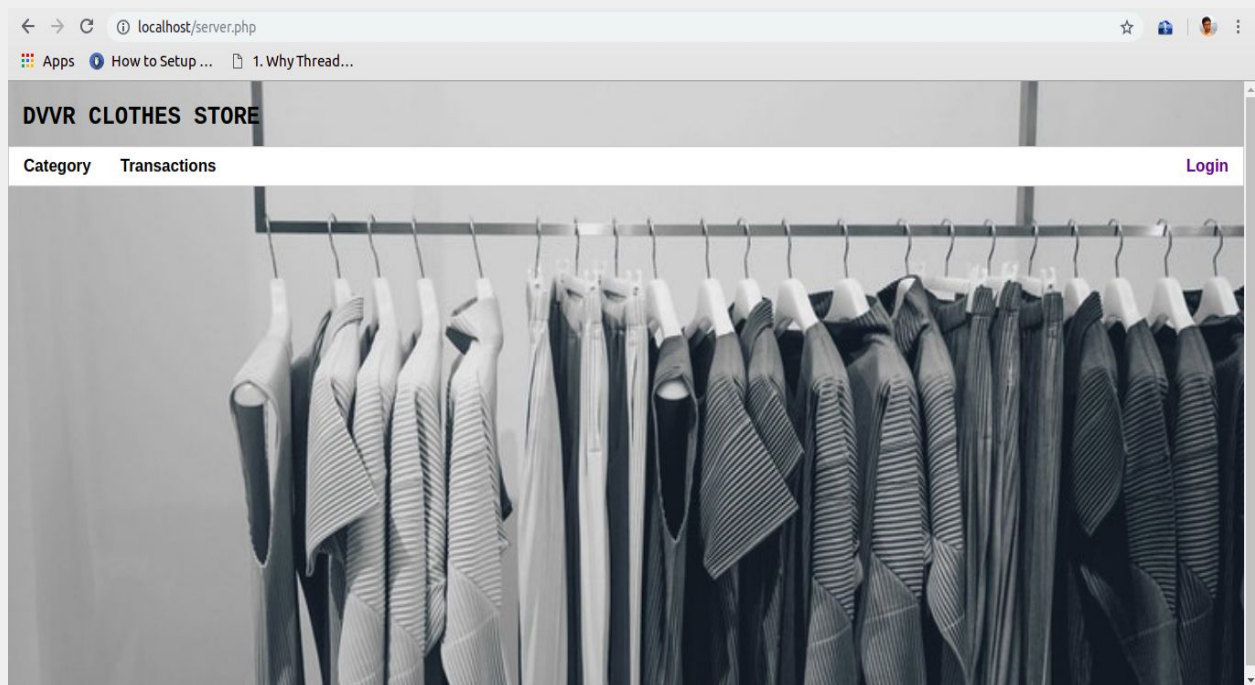 localhost/server.php
Apps How to Setup ... 1. Why Thread...
DVVR CLOTHES STORE
Category Transactions Login